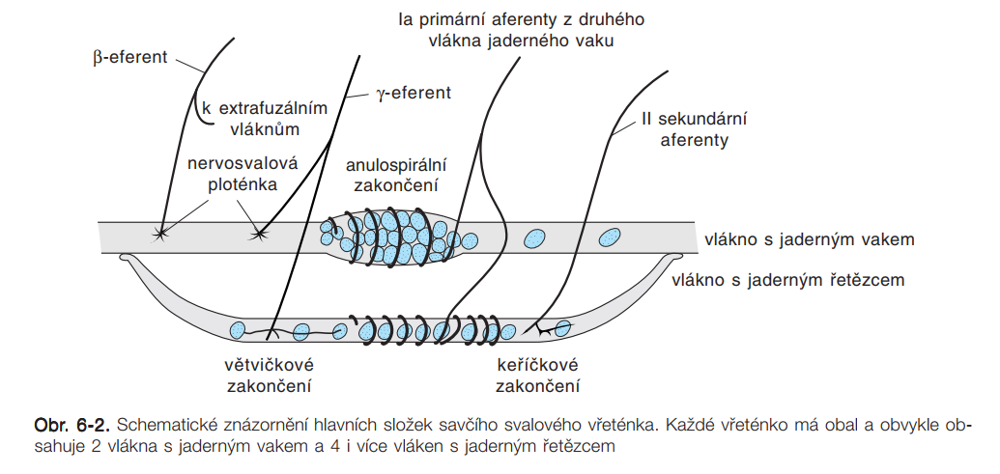 Ia primární aferenty z druhého
vlákna jaderného vaku
β-eferent
γ-eferent
k extrafuzálním
vláknům
II sekundární
aferenty
nervosvalová
ploténka
anulospirální
zakončení
vlákno s jaderným vakem
vlákno s jaderným řetězcem
větvičkové
zakončení
keříčkové
zakončení
Obr. 6-2. Schematické znázornění hlavních složek savčího svalového vřeténka. Každé vřeténko má obal a obvykle ob-
sahuje 2 vlákna s jaderným vakem a 4 i více vláken s jaderným řetězcem